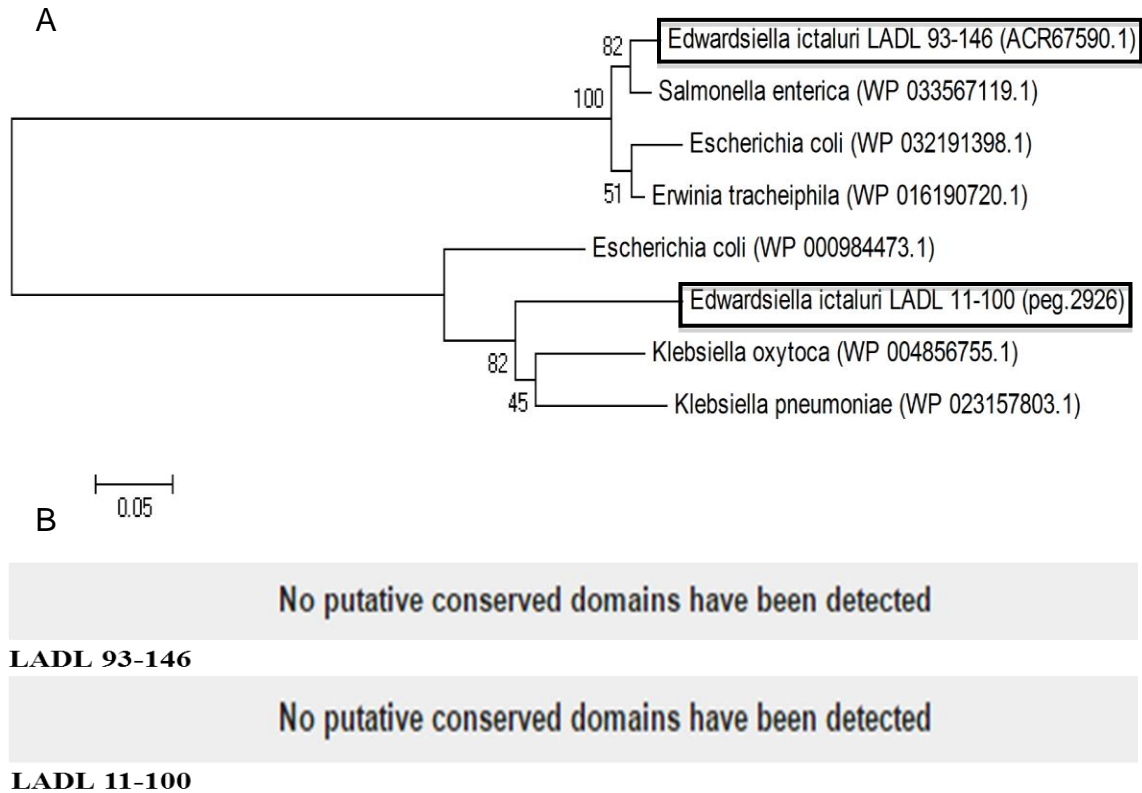 A
82
Edwardsiella ictaluri LADL 93-146 (ACR67590.1)
100
Salmonella enterica (WP 033567119.1)
Escherichia coli (WP 032191398.1)
51
Erwinia tracheiphila (WP 016190720.1)
Escherichia coli (WP 000984473.1)
Edwardsiella ictaluri LADL 11-100 (peg.2926)
82
Klebsiella oxytoca (WP 004856755.1)
45
Klebsiella pneumoniae (WP 023157803.1)
0.05
B
No putative conserved domains have been detected
LADL 93-146
No putative conserved domains have been detected
LADL 11-100